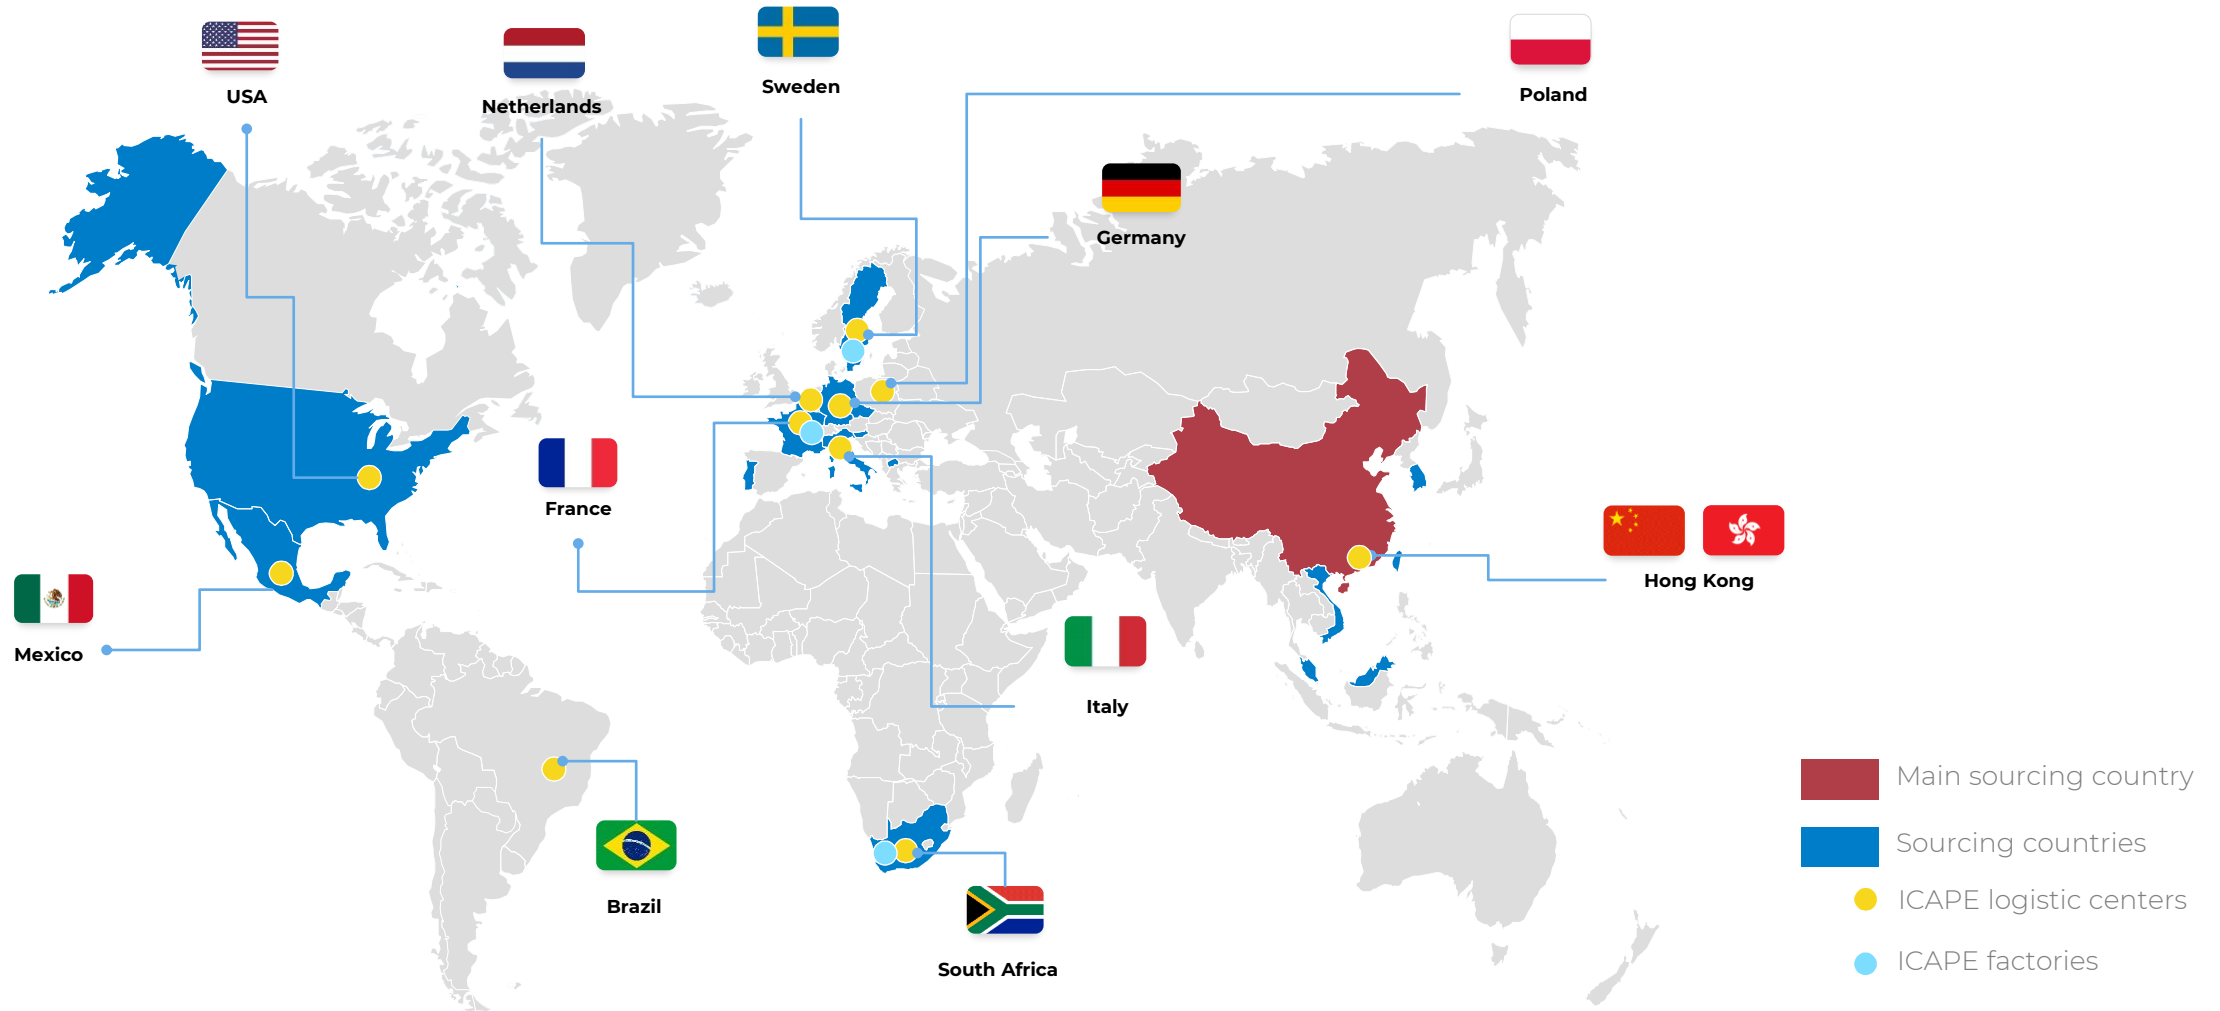 Sweden
Poland
USA
Netherlands
Germany
France
Hong Kong
Mexico
Italy
Main sourcing country
Sourcing countries
ICAPE logistic centers
Brazil
ICAPE factories
South Africa